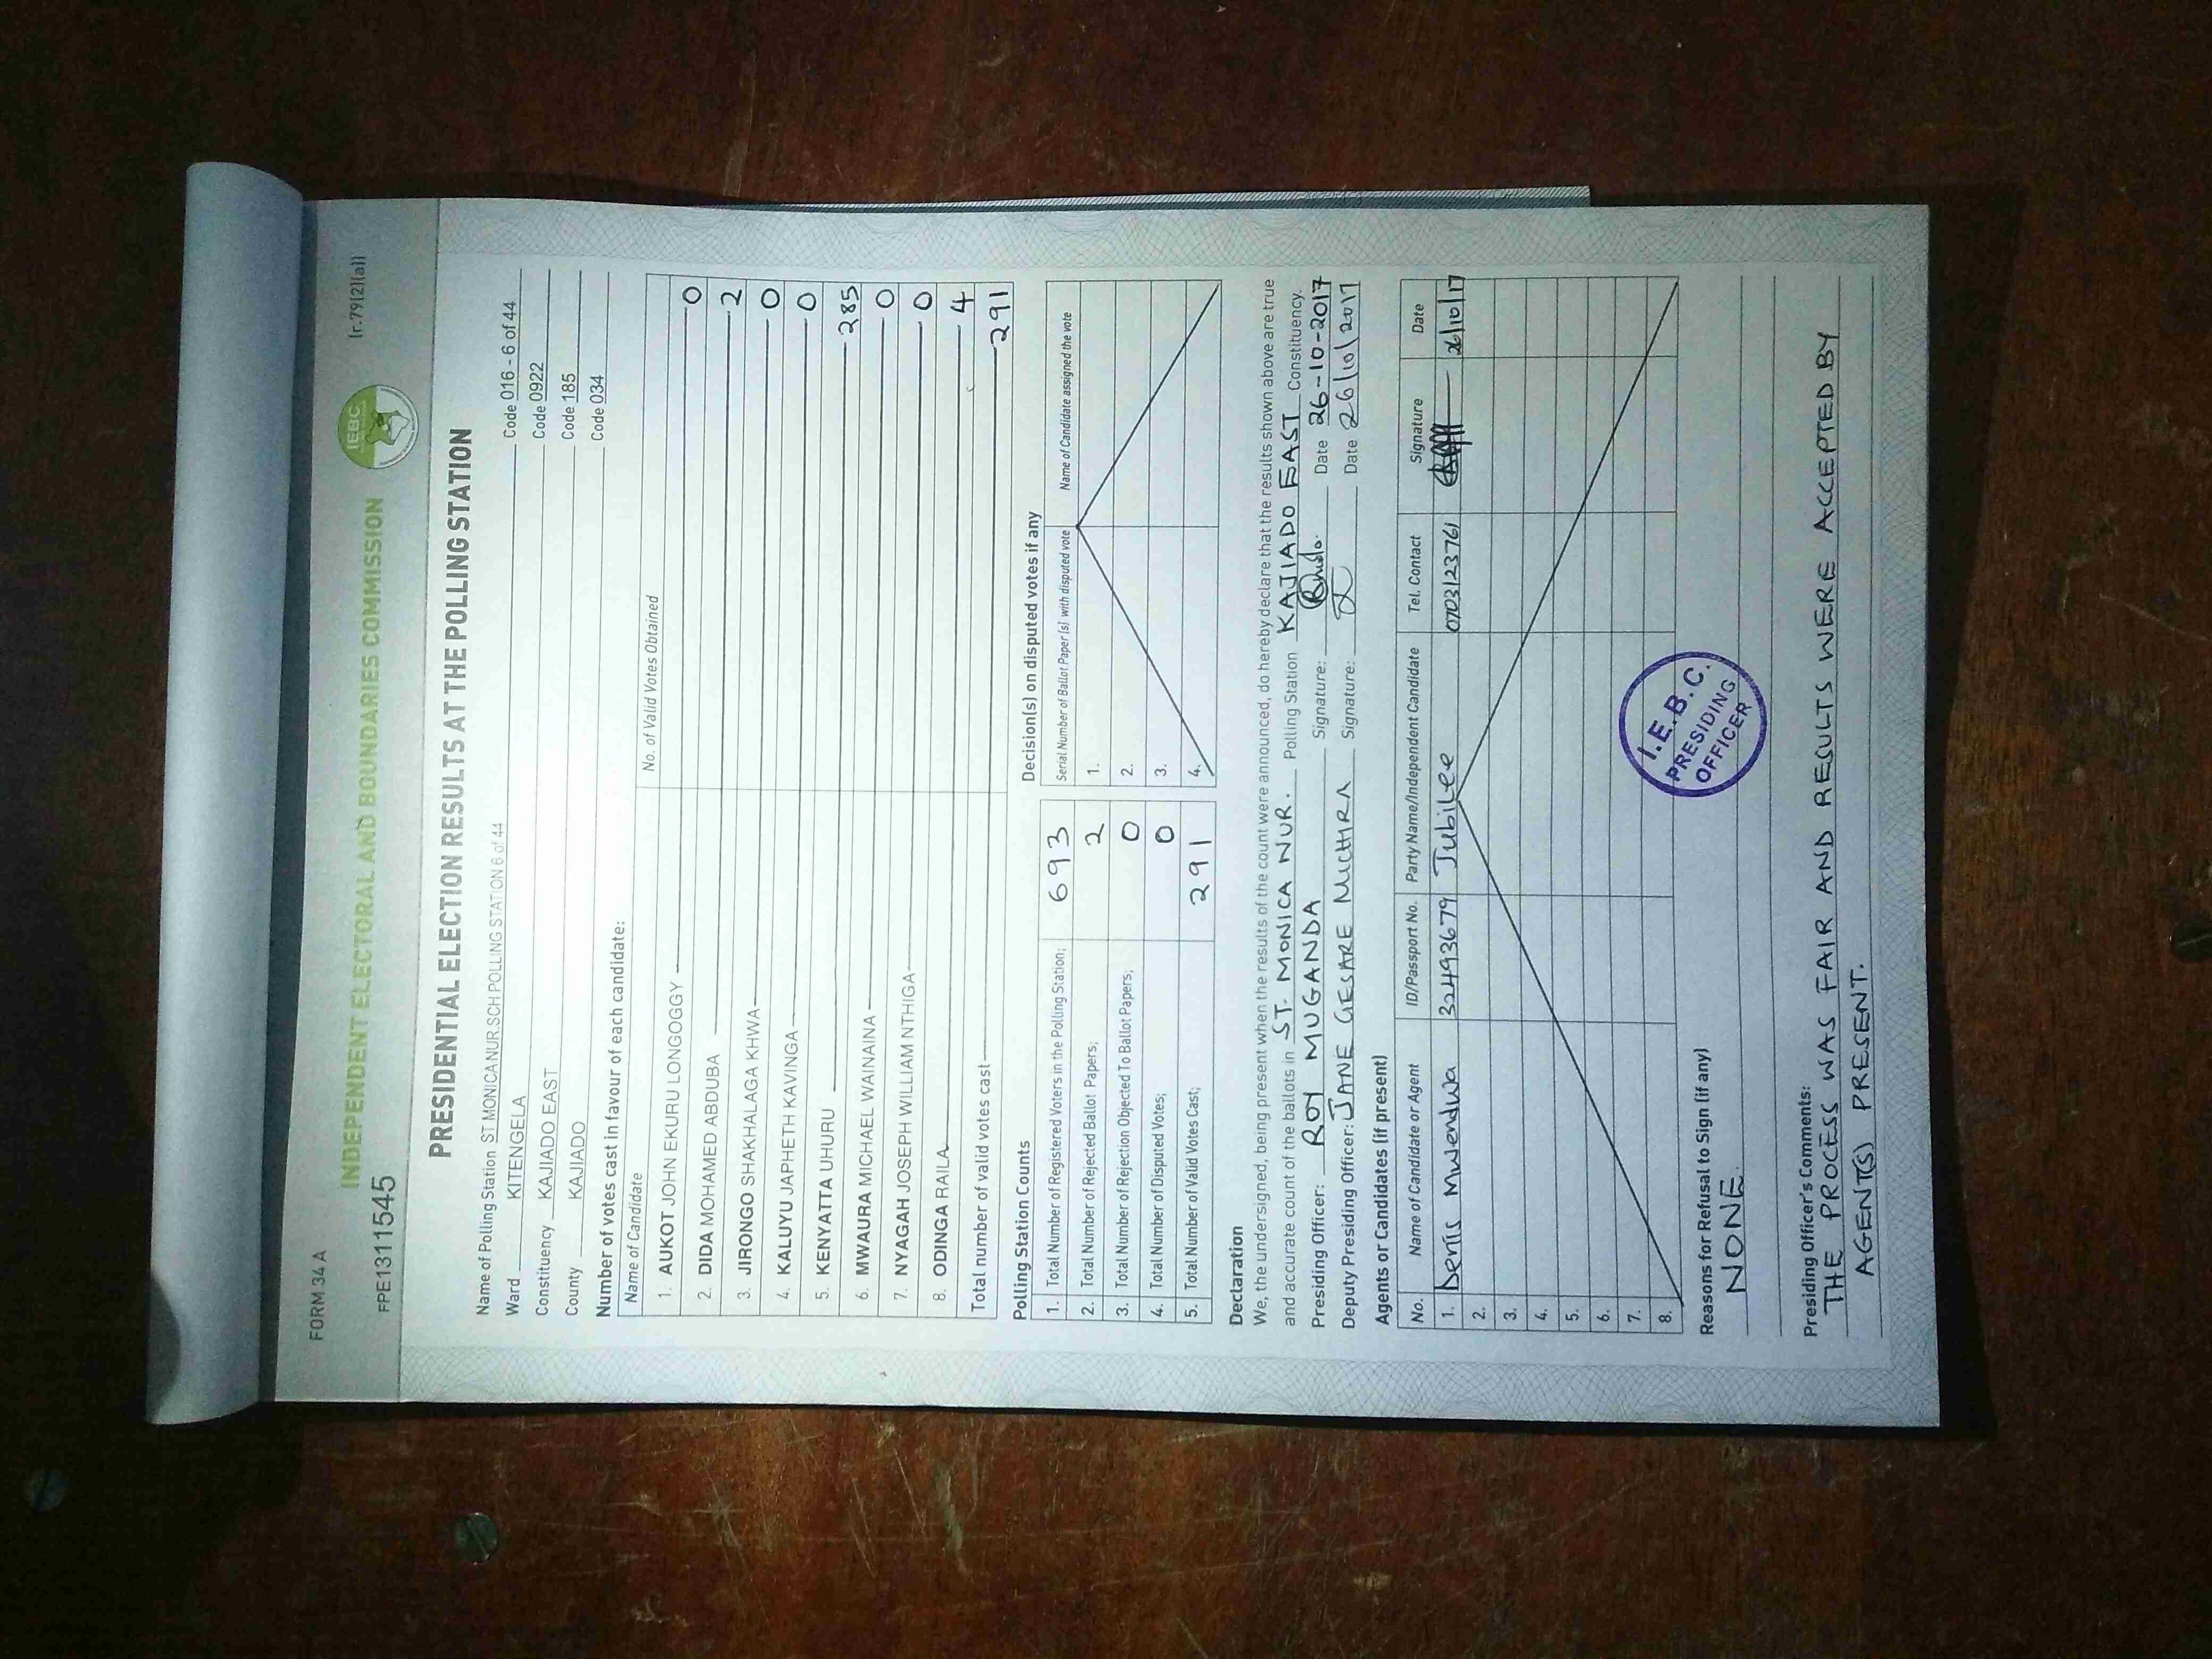 FORM 34 A
(r.79(2)(a))
INDEPENDENT ELECTORAL AND BOUNDARIES COMMISSION
IEBC
FPE1311545
PRESIDENTIAL ELECTION RESULTS AT THE POLLING STATION
Name of Polling Station ST MONICA NUR.SCH POLLING STATION 6 of 44 Code 016 - 6 of 44
Ward KITENGELA Code 0922
Constituency KAJIADO EAST Code 185
County KAJIADO Code 034
Number of votes cast in favour of each candidate:
Name of Candidate No. of Valid Votes Obtained
1. AUKOT JOHN EKURU LONGOGGY 0
2. DIDA MOHAMED ABDUBA 2
3. JIRONGO SHAKHALAGA KHWA 0
4. KALUYU JAPHETH KAVINGA 0
5. KENYATTA UHURU 285
6. MWAURA MICHAEL WAINAINA 0
7. NYAGAH JOSEPH WILLIAM NTHIGA 0
8. ODINGA RAILA 4
Total number of valid votes cast 291
Polling Station Counts
1. Total Number of Registered Voters in the Polling Station; 693
2. Total Number of Rejected Ballot Papers; 2
3. Total Number of Rejection Objected To Ballot Papers; 0
4. Total Number of Disputed Votes; 0
5. Total Number of Valid Votes Cast; 291
Decision(s) on disputed votes if any
Serial Number of Ballot Paper(s) with disputed vote Name of Candidate assigned the vote
1.
2.
3.
4.
Declaration
We, the undersigned, being present when the results of the count were announced, do hereby declare that the results shown above are true
and accurate count of the ballots in ST. MONICA NUR. Polling Station KAJIADO EAST Constituency.
Presiding Officer: ROY MUGANDA Signature: Date 26-10-2017
Deputy Presiding Officer: JANE GESARE Signature: Date 26/10/2017
Agents or Candidates (if present)
No. Name of Candidate or Agent ID/Passport No. Party Name/Independent Candidate Tel. Contact Signature Date
1. Denis Mwendwa 32493679 Jubilee 0703123761 26/10/17
2.
3.
4.
5.
6.
7.
8.
I.E.B.C.
PRESIDING
OFFICER
Reasons for Refusal to Sign (if any)
NONE.
Presiding Officer's Comments:
THE PROCESS WAS FAIR AND RESULTS WERE ACCEPTED BY
AGENT(S) PRESENT.